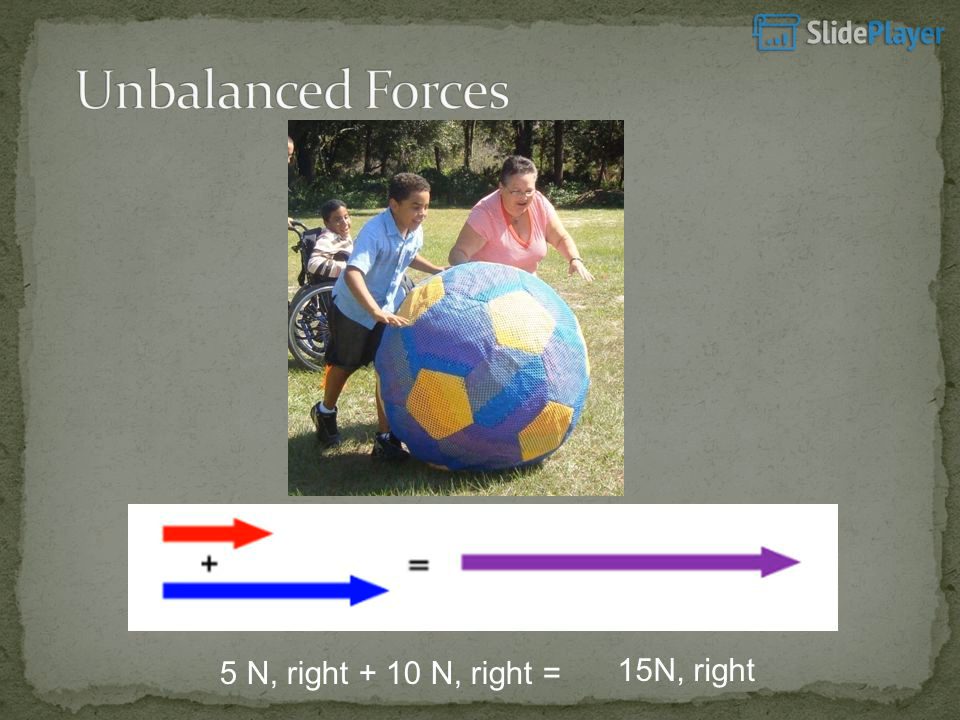 SlidePlayer
Unbalanced Forces
+ =
5 N, right + 10 N, right = 15N, right